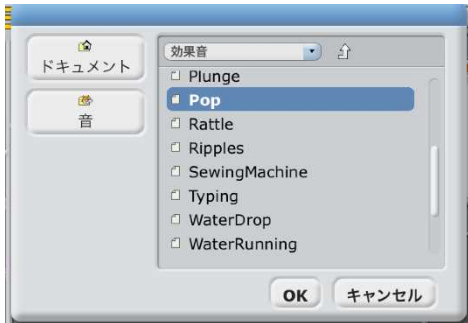 ドキュメント
音
効果音
Plunge
Pop
Rattle
Ripples
SewingMachine
Typing
WaterDrop
WaterRunning
OK
キャンセル